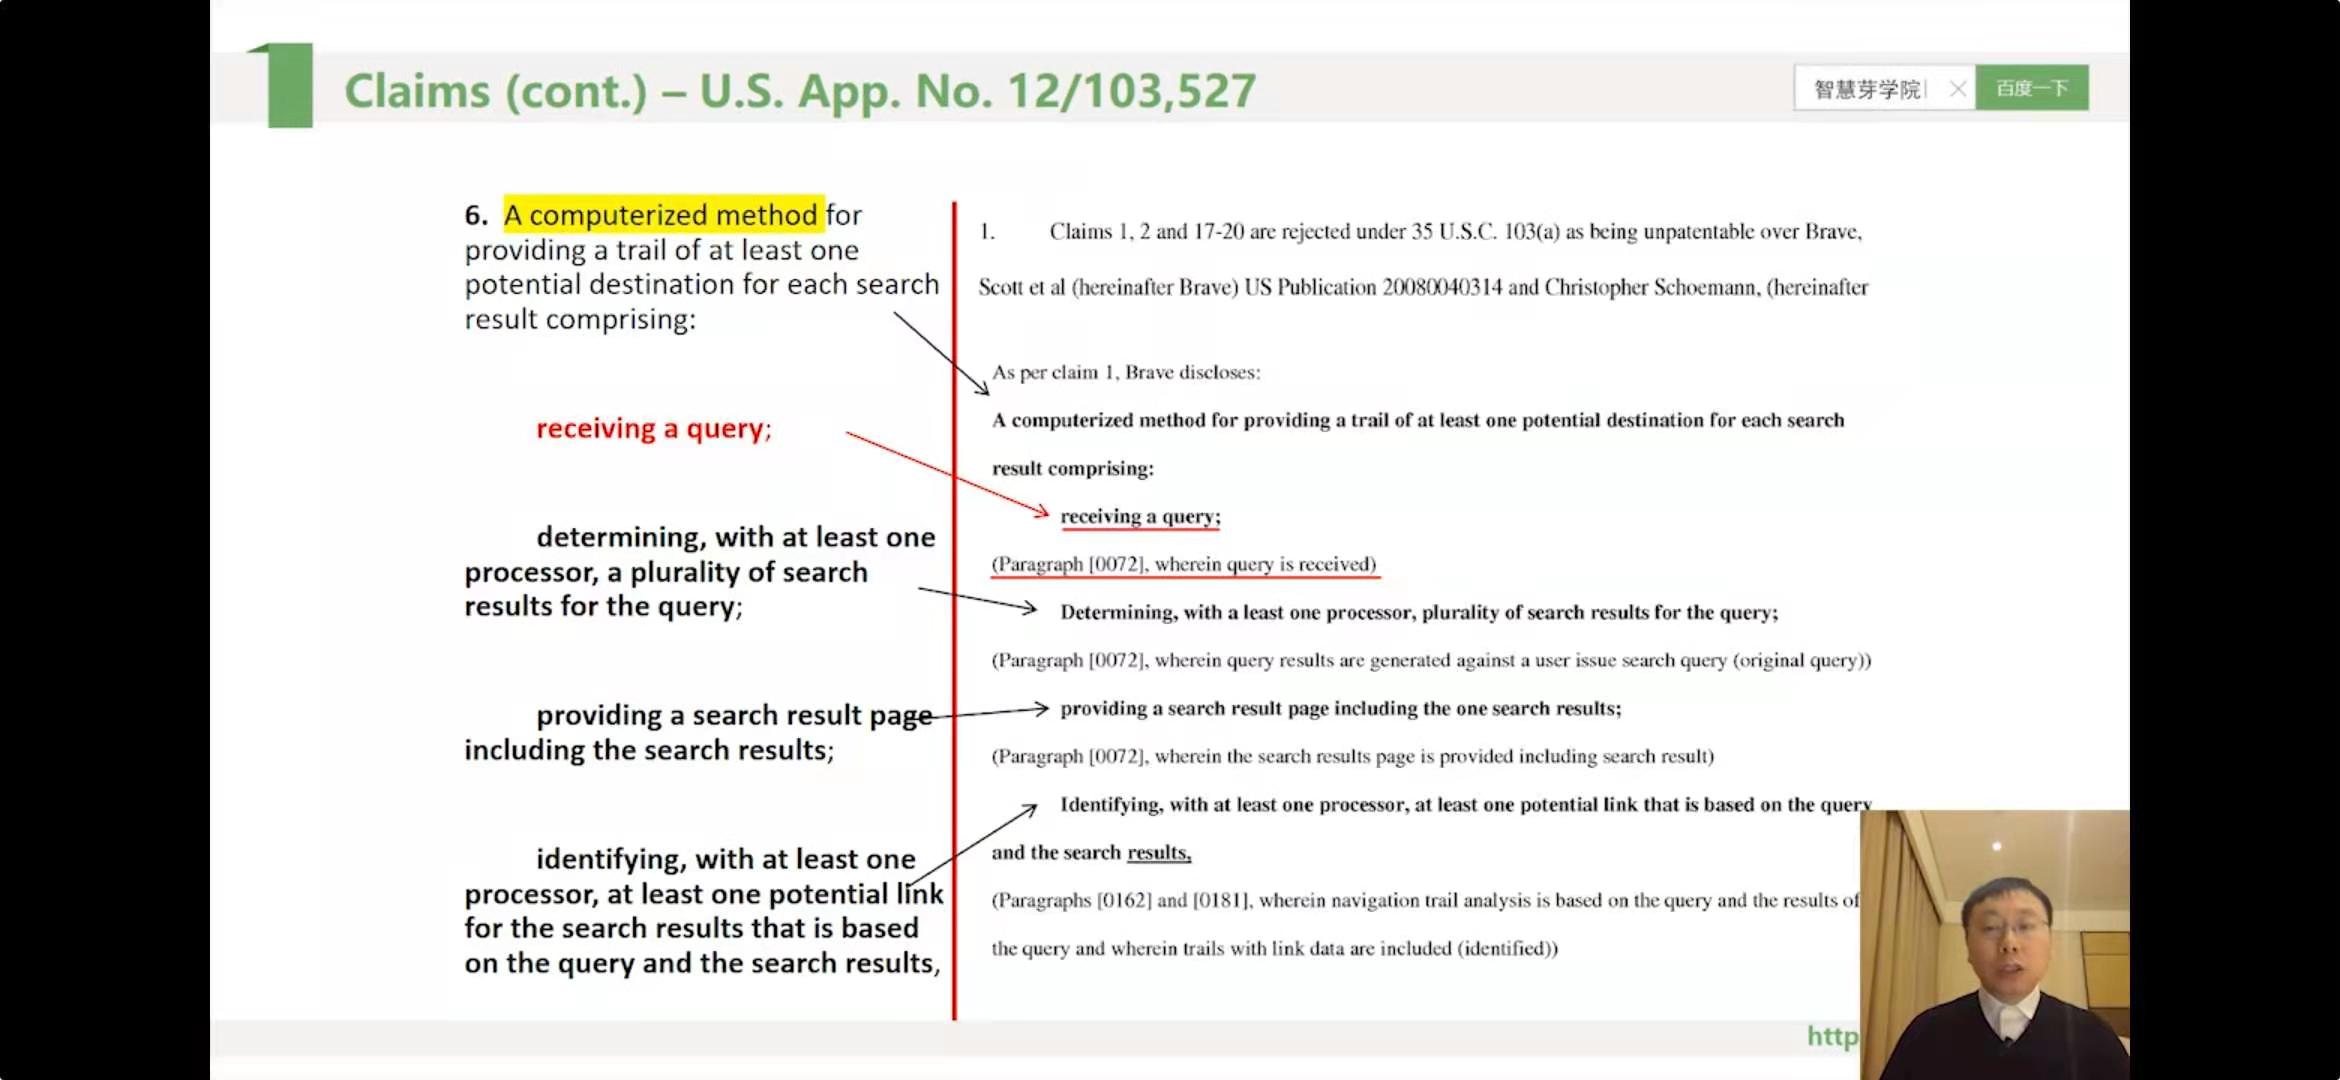 1 Claims (cont.) – U.S. App. No. 12/103,527
智慧芽学院
百度一下
6. A computerized method for
providing a trail of at least one
potential destination for each search
result comprising:
receiving a query;
determining, with at least one
processor, a plurality of search
results for the query;
providing a search result page
including the search results;
identifying, with at least one
processor, at least one potential link
for the search results that is based
on the query and the search results,
1. Claims 1, 2 and 17-20 are rejected under 35 U.S.C. 103(a) as being unpatentable over Brave,
Scott et al (hereinafter Brave) US Publication 20080040314 and Christopher Schoemann, (hereinafter
As per claim 1, Brave discloses:
A computerized method for providing a trail of at least one potential destination for each search
result comprising:
receiving a query;
(Paragraph [0072], wherein query is received)
Determining, with a least one processor, plurality of search results for the query;
(Paragraph [0072], wherein query results are generated against a user issue search query (original query))
providing a search result page including the one search results;
(Paragraph [0072], wherein the search results page is provided including search result)
Identifying, with at least one processor, at least one potential link that is based on the query
and the search results,
(Paragraphs [0162] and [0181], wherein navigation trail analysis is based on the query and the results of
the query and wherein trails with link data are included (identified))
http